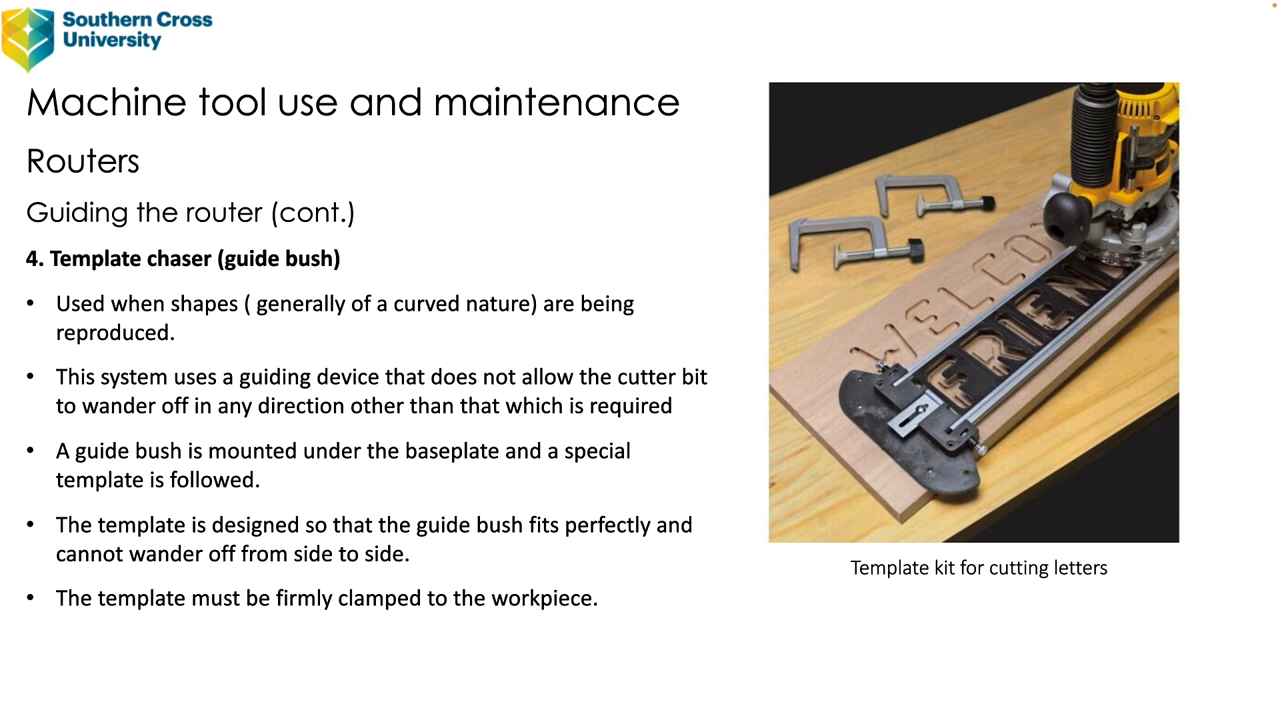 Southern Cross
University
Machine tool use and maintenance
Routers
Guiding the router (cont.)
4. Template chaser (guide bush)
• Used when shapes ( generally of a curved nature) are being
reproduced.
• This system uses a guiding device that does not allow the cutter bit
to wander off in any direction other than that which is required
• A guide bush is mounted under the baseplate and a special
template is followed.
• The template is designed so that the guide bush fits perfectly and
cannot wander off from side to side.
• The template must be firmly clamped to the workpiece.
WELCO
FRIEN
Template kit for cutting letters